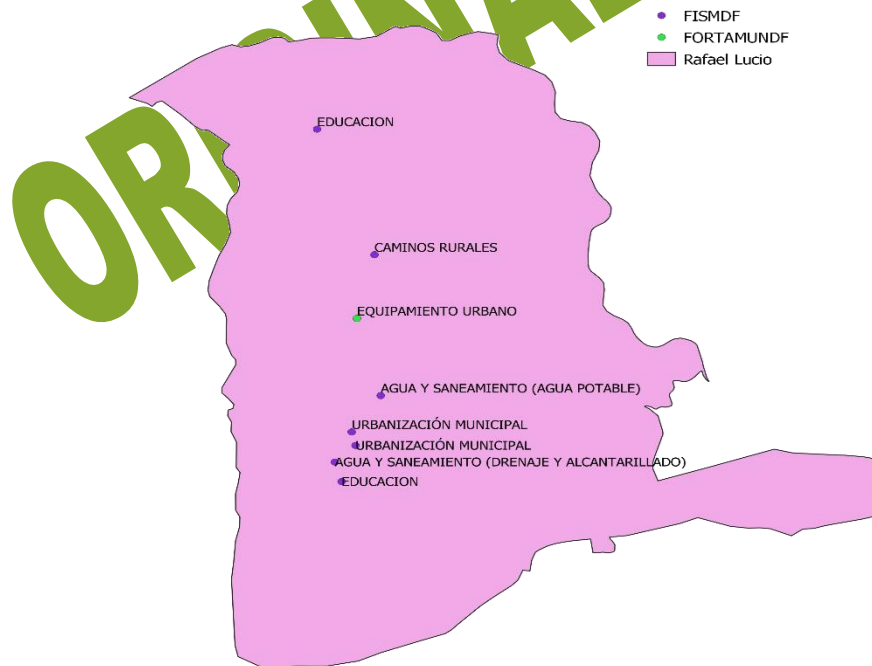 FISMDF
FORTAMUNDF
Rafael Lucio
ORIGINAL
EDUCACION
CAMINOS RURALES
EQUIPAMIENTO URBANO
AGUA Y SANEAMIENTO (AGUA POTABLE)
URBANIZACIÓN MUNICIPAL
URBANIZACIÓN MUNICIPAL
AGUA Y SANEAMIENTO (DRENAJE Y ALCANTARILLADO)
EDUCACION